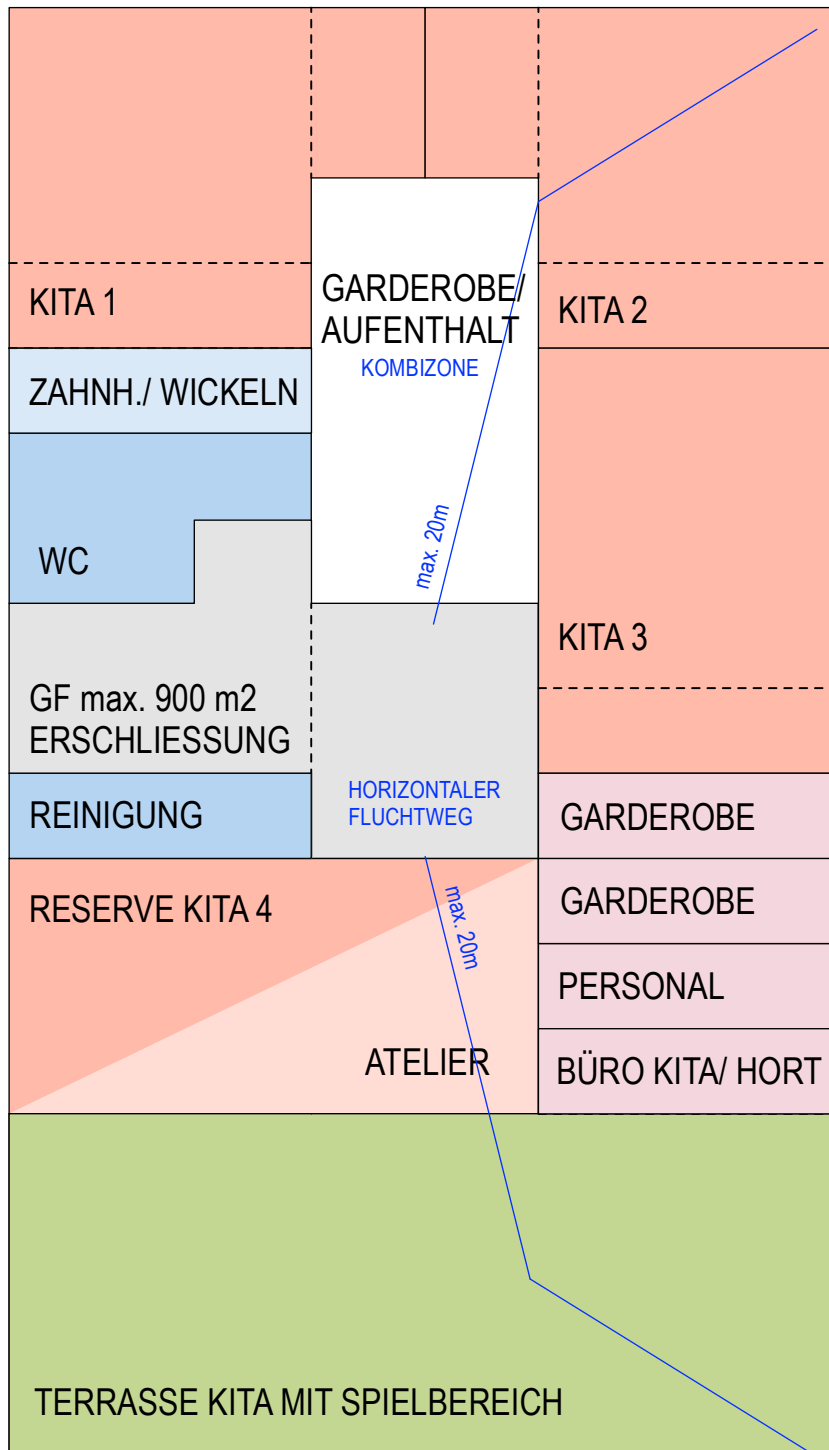 KITA 1
GARDEROBE/
AUFENTHALT
KOMBIZONE
KITA 2
ZAHNH./ WICKELN
max. 20m
WC
KITA 3
GF max. 900 m2
ERSCHLIESSUNG
HORIZONTALER
FLUCHTWEG
REINIGUNG
GARDEROBE
RESERVE KITA 4
max. 20m
GARDEROBE
PERSONAL
ATELIER
BÜRO KITA/ HORT
TERRASSE KITA MIT SPIELBEREICH